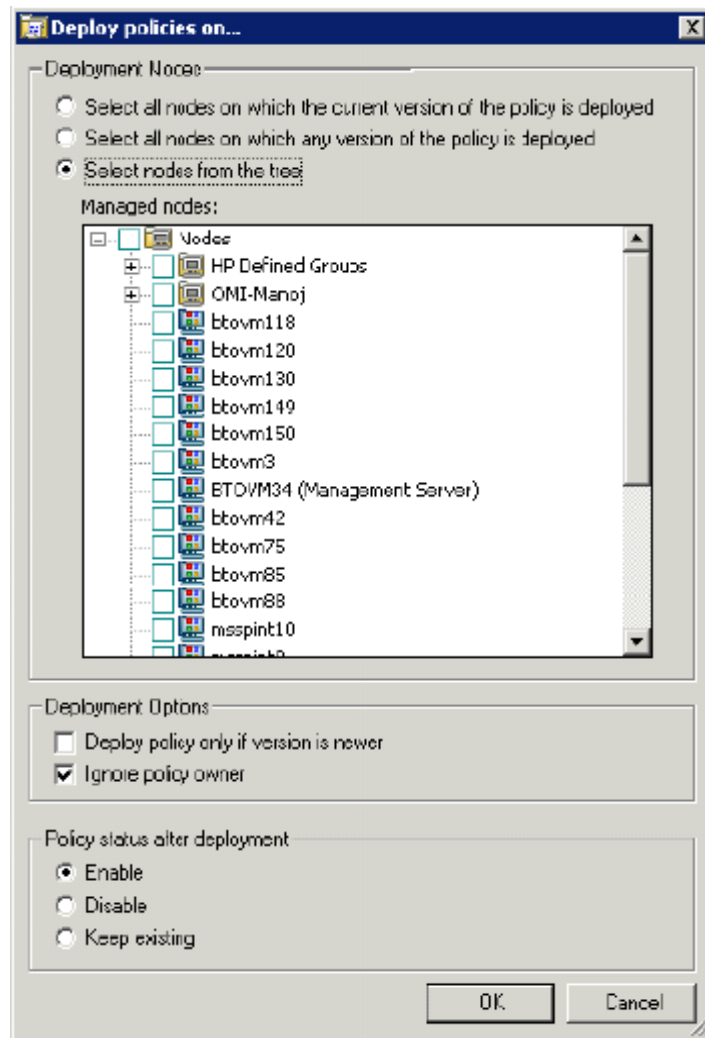 Deploy policies on...
Deployment Nodes
Select all nodes on which the current version of the policy is deployed
Select all nodes on which any version of the policy is deployed
Select nodes from the tree
Managed nodes:
Nodes
HP Defined Groups
OMI-Manoj
btovm118
btovm120
btovm130
btovm149
btovm150
btovm3
BTOVM34 (Management Server)
btovm42
btovm75
btovm85
btovm88
msspint10
Deployment Options
Deploy policy only if version is newer
Ignore policy owner
Policy status after deployment
Enable
Disable
Keep existing
OK
Cancel